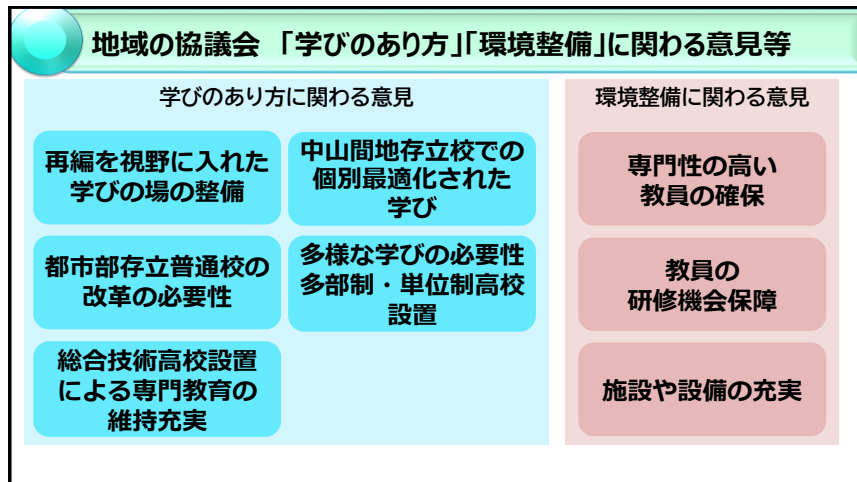 地域の協議会 「学びのあり方」「環境整備」に関わる意見等
学びのあり方に関わる意見
再編を視野に入れた
学びの場の整備
中山間地存立校での
個別最適化された
学び
都市部存立普通校の
改革の必要性
多様な学びの必要性
多部制・単位制高校
設置
総合技術高校設置
による専門教育の
維持充実
環境整備に関わる意見
専門性の高い
教員の確保
教員の
研修機会保障
施設や設備の充実